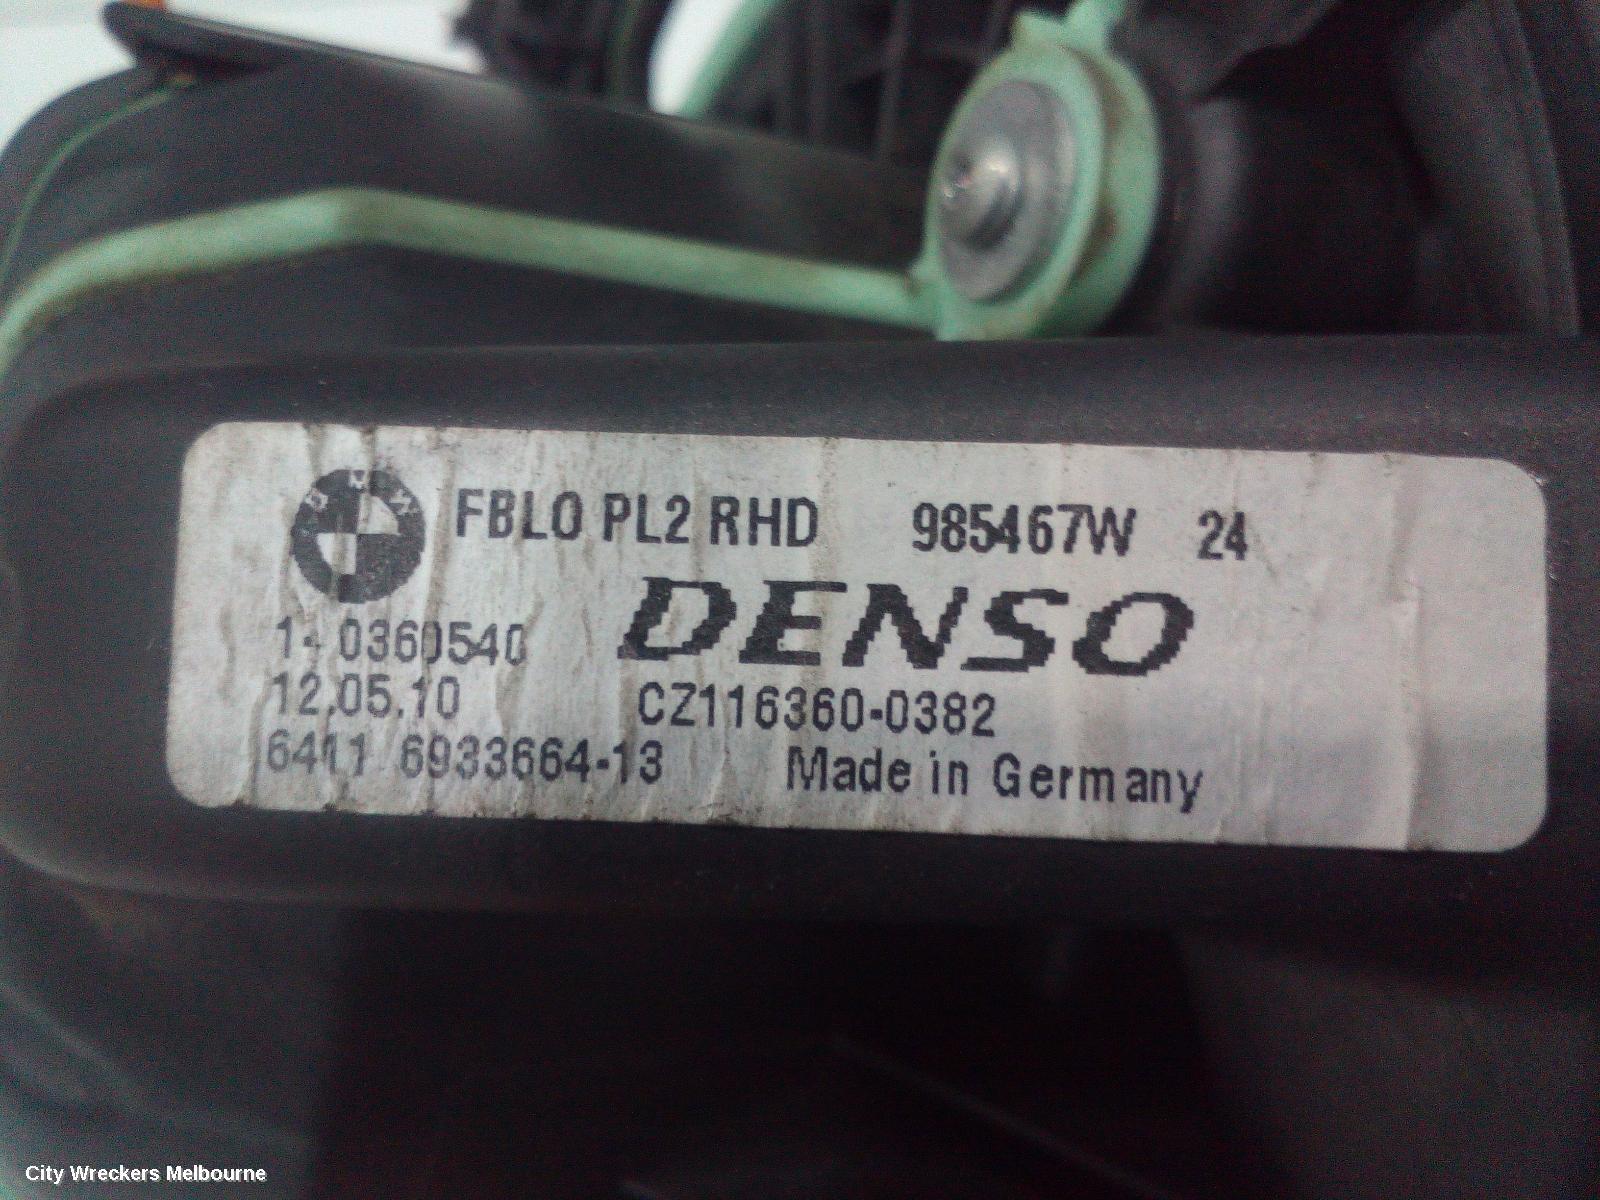 BMW
FBLO PL2 RHD 985467W 24
DENSO
1- 0360540
12.05.10 CZ116360-0382
6411 6933664-13 Made in Germany
City Wreckers Melbourne